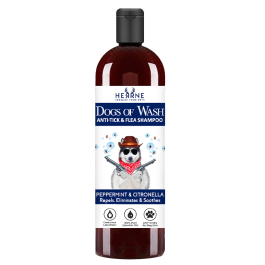 HEARNE
DOGS OF WASH
ANTI-TICK & FLEA SHAMPOO
PEPPERMINT & CITRONELLA
Repels, Eliminates & Soothes